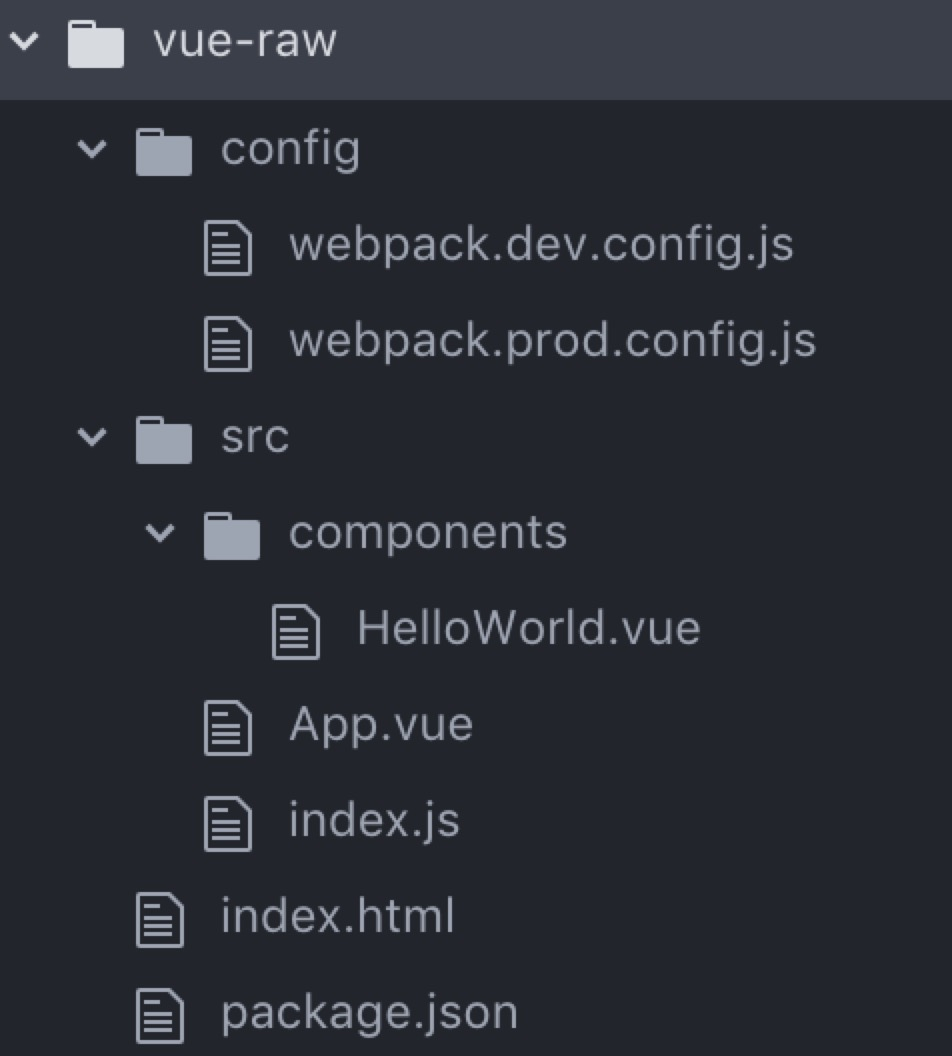 vue-raw
config
webpack.dev.config.js
webpack.prod.config.js
src
components
HelloWorld.vue
App.vue
index.js
index.html
package.json